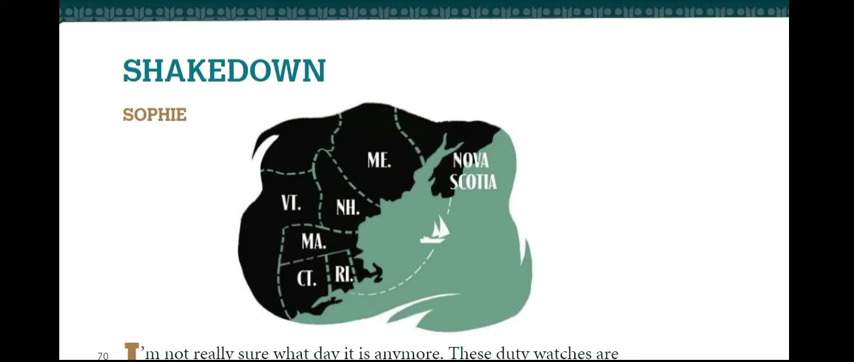 SHAKEDOWN
SOPHIE
ME.
NOVA
SCOTIA
VT.
NH.
MA.
CT.
RI.
70
I’m not really sure what day it is anymore. These duty watches are